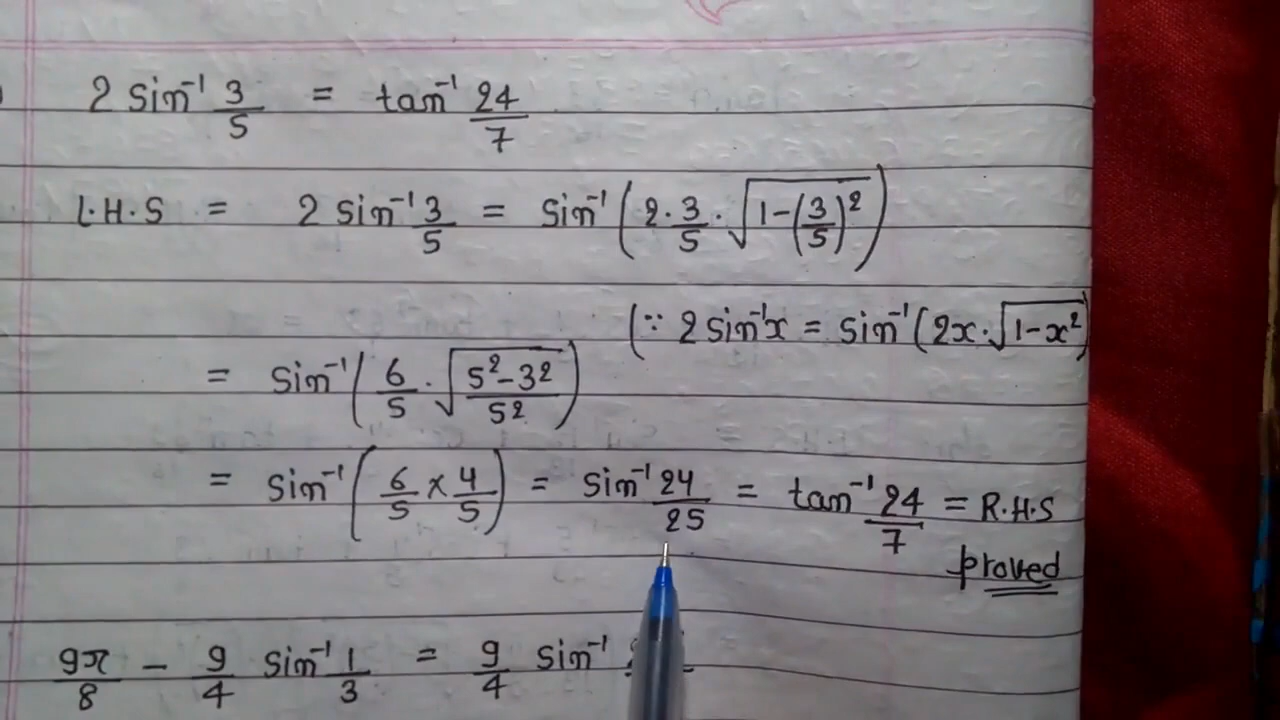 2 sin⁻¹ 3/5 = tan⁻¹ 24/7
L.H.S = 2 sin⁻¹ 3/5 = sin⁻¹(2·3/5·√(1-(3/5)²))
(∵ 2 sin⁻¹x = sin⁻¹(2x·√(1-x²)
= sin⁻¹(6/5·√((5²-3²)/5²))
= sin⁻¹(6/5 × 4/5) = sin⁻¹ 24/25 = tan⁻¹ 24/7 = R.H.S
proved
9π/8 - 9/4 sin⁻¹ 1/3 = 9/4 sin⁻¹